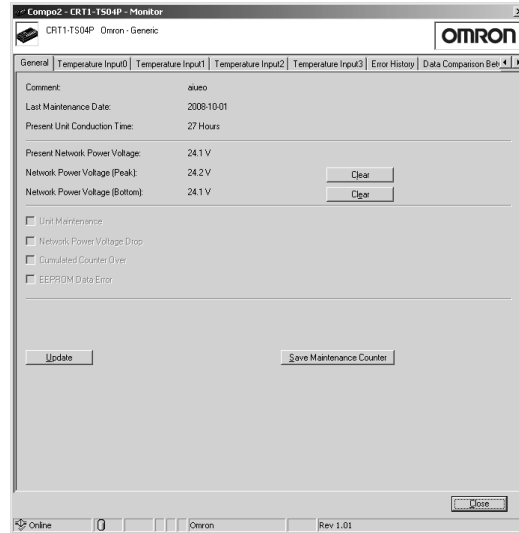 Compo2 - CRT1-TS04P - Monitor
CRT1-TS04P Omron - Generic
OMRON
General Temperature Input0 Temperature Input1 Temperature Input2 Temperature Input3 Error History Data Comparison Bet
Comment: aiueo
Last Maintenance Date: 2008-10-01
Present Unit Conduction Time: 27 Hours
Present Network Power Voltage: 24.1 V
Network Power Voltage (Peak): 24.2 V Clear
Network Power Voltage (Bottom): 24.1 V Clear
Unit Maintenance
Network Power Voltage Drop
Cumulated Counter Over
EEPROM Data Error
Update Save Maintenance Counter
Close
Online Omron Rev 1.01